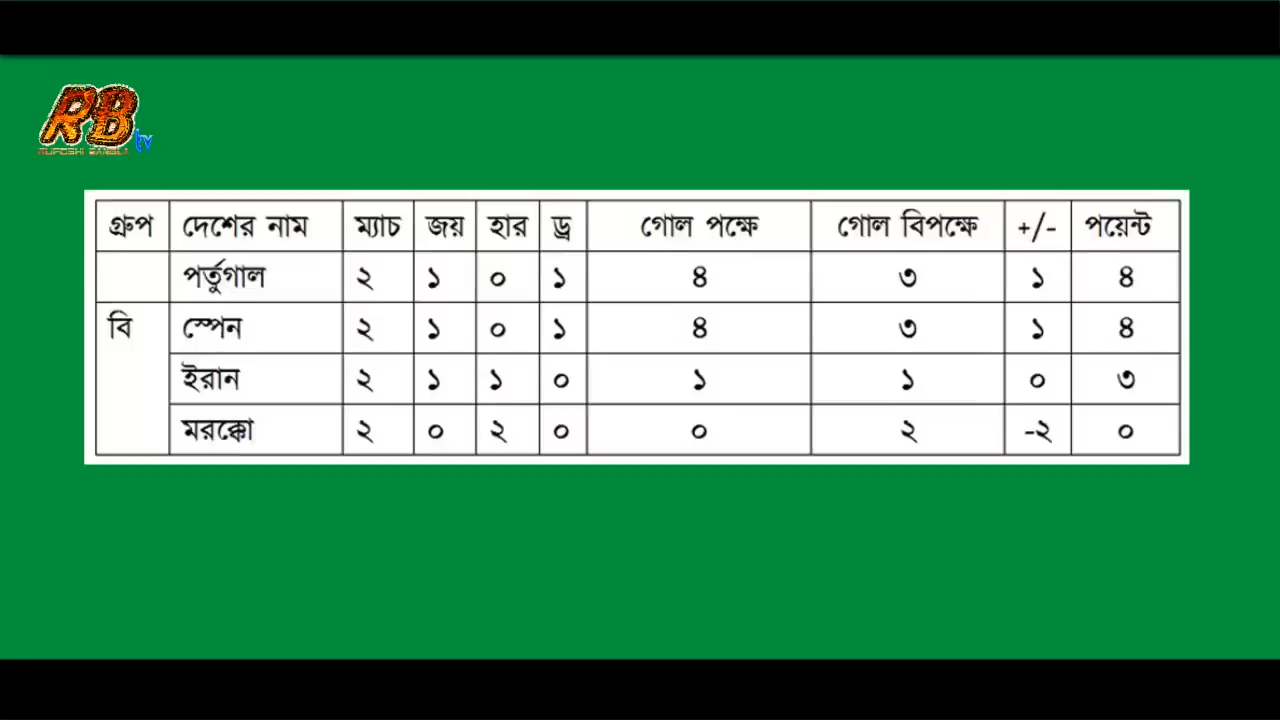 RB tv
RUPOSHI BANGLA
গ্রুপ দেশের নাম ম্যাচ জয় হার ড্র গোল পক্ষে গোল বিপক্ষে +/- পয়েন্ট
পর্তুগাল ২ ১ ০ ১ ৪ ৩ ১ ৪
বি স্পেন ২ ১ ০ ১ ৪ ৩ ১ ৪
ইরান ২ ১ ১ ০ ১ ১ ০ ৩
মরক্কো ২ ০ ২ ০ ০ ২ -২ ০